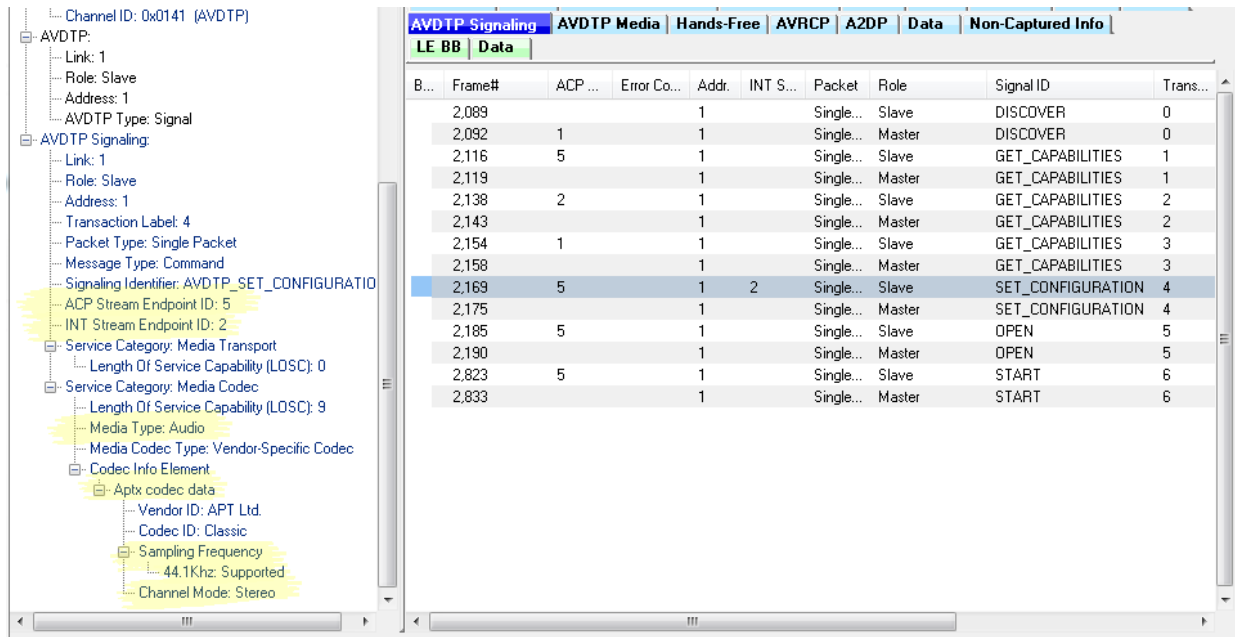 Channel ID: 0x0141 (AVDTP)
AVDTP:
Link: 1
Role: Slave
Address: 1
AVDTP Type: Signal
AVDTP Signaling:
Link: 1
Role: Slave
Address: 1
Transaction Label: 4
Packet Type: Single Packet
Message Type: Command
Signaling Identifier: AVDTP_SET_CONFIGURATIO
ACP Stream Endpoint ID: 5
INT Stream Endpoint ID: 2
Service Category: Media Transport
Length Of Service Capability (LOSC): 0
Service Category: Media Codec
Length Of Service Capability (LOSC): 9
Media Type: Audio
Media Codec Type: Vendor-Specific Codec
Codec Info Element
Aptx codec data
Vendor ID: APT Ltd.
Codec ID: Classic
Sampling Frequency
44.1Khz: Supported
Channel Mode: Stereo
AVDTP Signaling AVDTP Media Hands-Free AVRCP A2DP Data Non-Captured Info
LE BB Data
B... Frame# ACP ... Error Co... Addr. INT S... Packet Role Signal ID Trans...
2,089 1 Single... Slave DISCOVER 0
2,092 1 1 Single... Master DISCOVER 0
2,116 5 1 Single... Slave GET_CAPABILITIES 1
2,119 1 Single... Master GET_CAPABILITIES 1
2,138 2 1 Single... Slave GET_CAPABILITIES 2
2,143 1 Single... Master GET_CAPABILITIES 2
2,154 1 1 Single... Slave GET_CAPABILITIES 3
2,158 1 Single... Master GET_CAPABILITIES 3
2,169 5 1 2 Single... Slave SET_CONFIGURATION 4
2,175 1 Single... Master SET_CONFIGURATION 4
2,185 5 1 Single... Slave OPEN 5
2,190 1 Single... Master OPEN 5
2,823 5 1 Single... Slave START 6
2,833 1 Single... Master START 6